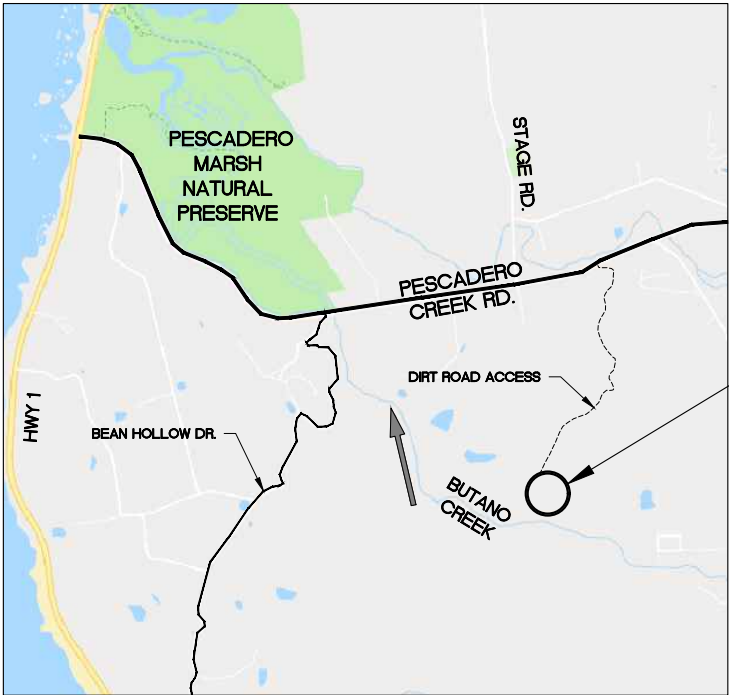 PESCADERO
MARSH
NATURAL
PRESERVE
STAGE RD.
PESCADERO
CREEK RD.
DIRT ROAD ACCESS
HWY 1
BEAN HOLLOW DR.
BUTANO
CREEK